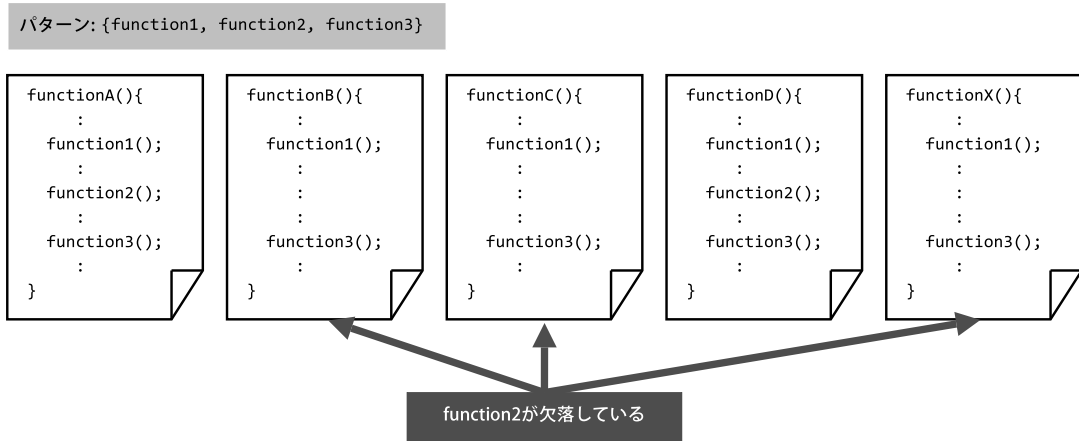 パターン: {function1, function2, function3}
functionA(){
:
function1();
:
function2();
:
function3();
:
}
functionB(){
:
function1();
:
:
:
function3();
:
}
functionC(){
:
function1();
:
:
:
function3();
:
}
functionD(){
:
function1();
:
function2();
:
function3();
:
}
functionX(){
:
function1();
:
:
:
function3();
:
}
function2が欠落している